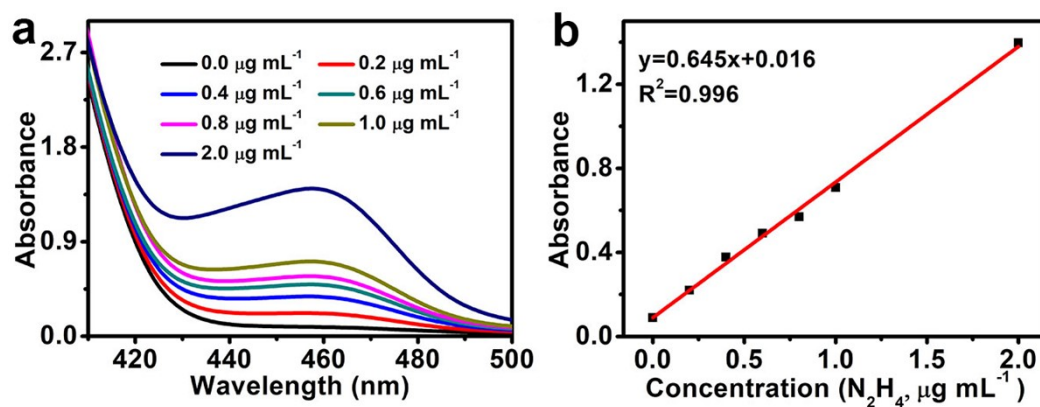 a
Absorbance
2.7
1.8
0.9
0.0
0.0 μg mL⁻¹ 0.2 μg mL⁻¹
0.4 μg mL⁻¹ 0.6 μg mL⁻¹
0.8 μg mL⁻¹ 1.0 μg mL⁻¹
2.0 μg mL⁻¹
420 440 460 480 500
Wavelength (nm)
b
Absorbance
1.2
0.8
0.4
0.0
y=0.645x+0.016
R²=0.996
0.0 0.5 1.0 1.5 2.0
Concentration (N₂H₄, μg mL⁻¹)